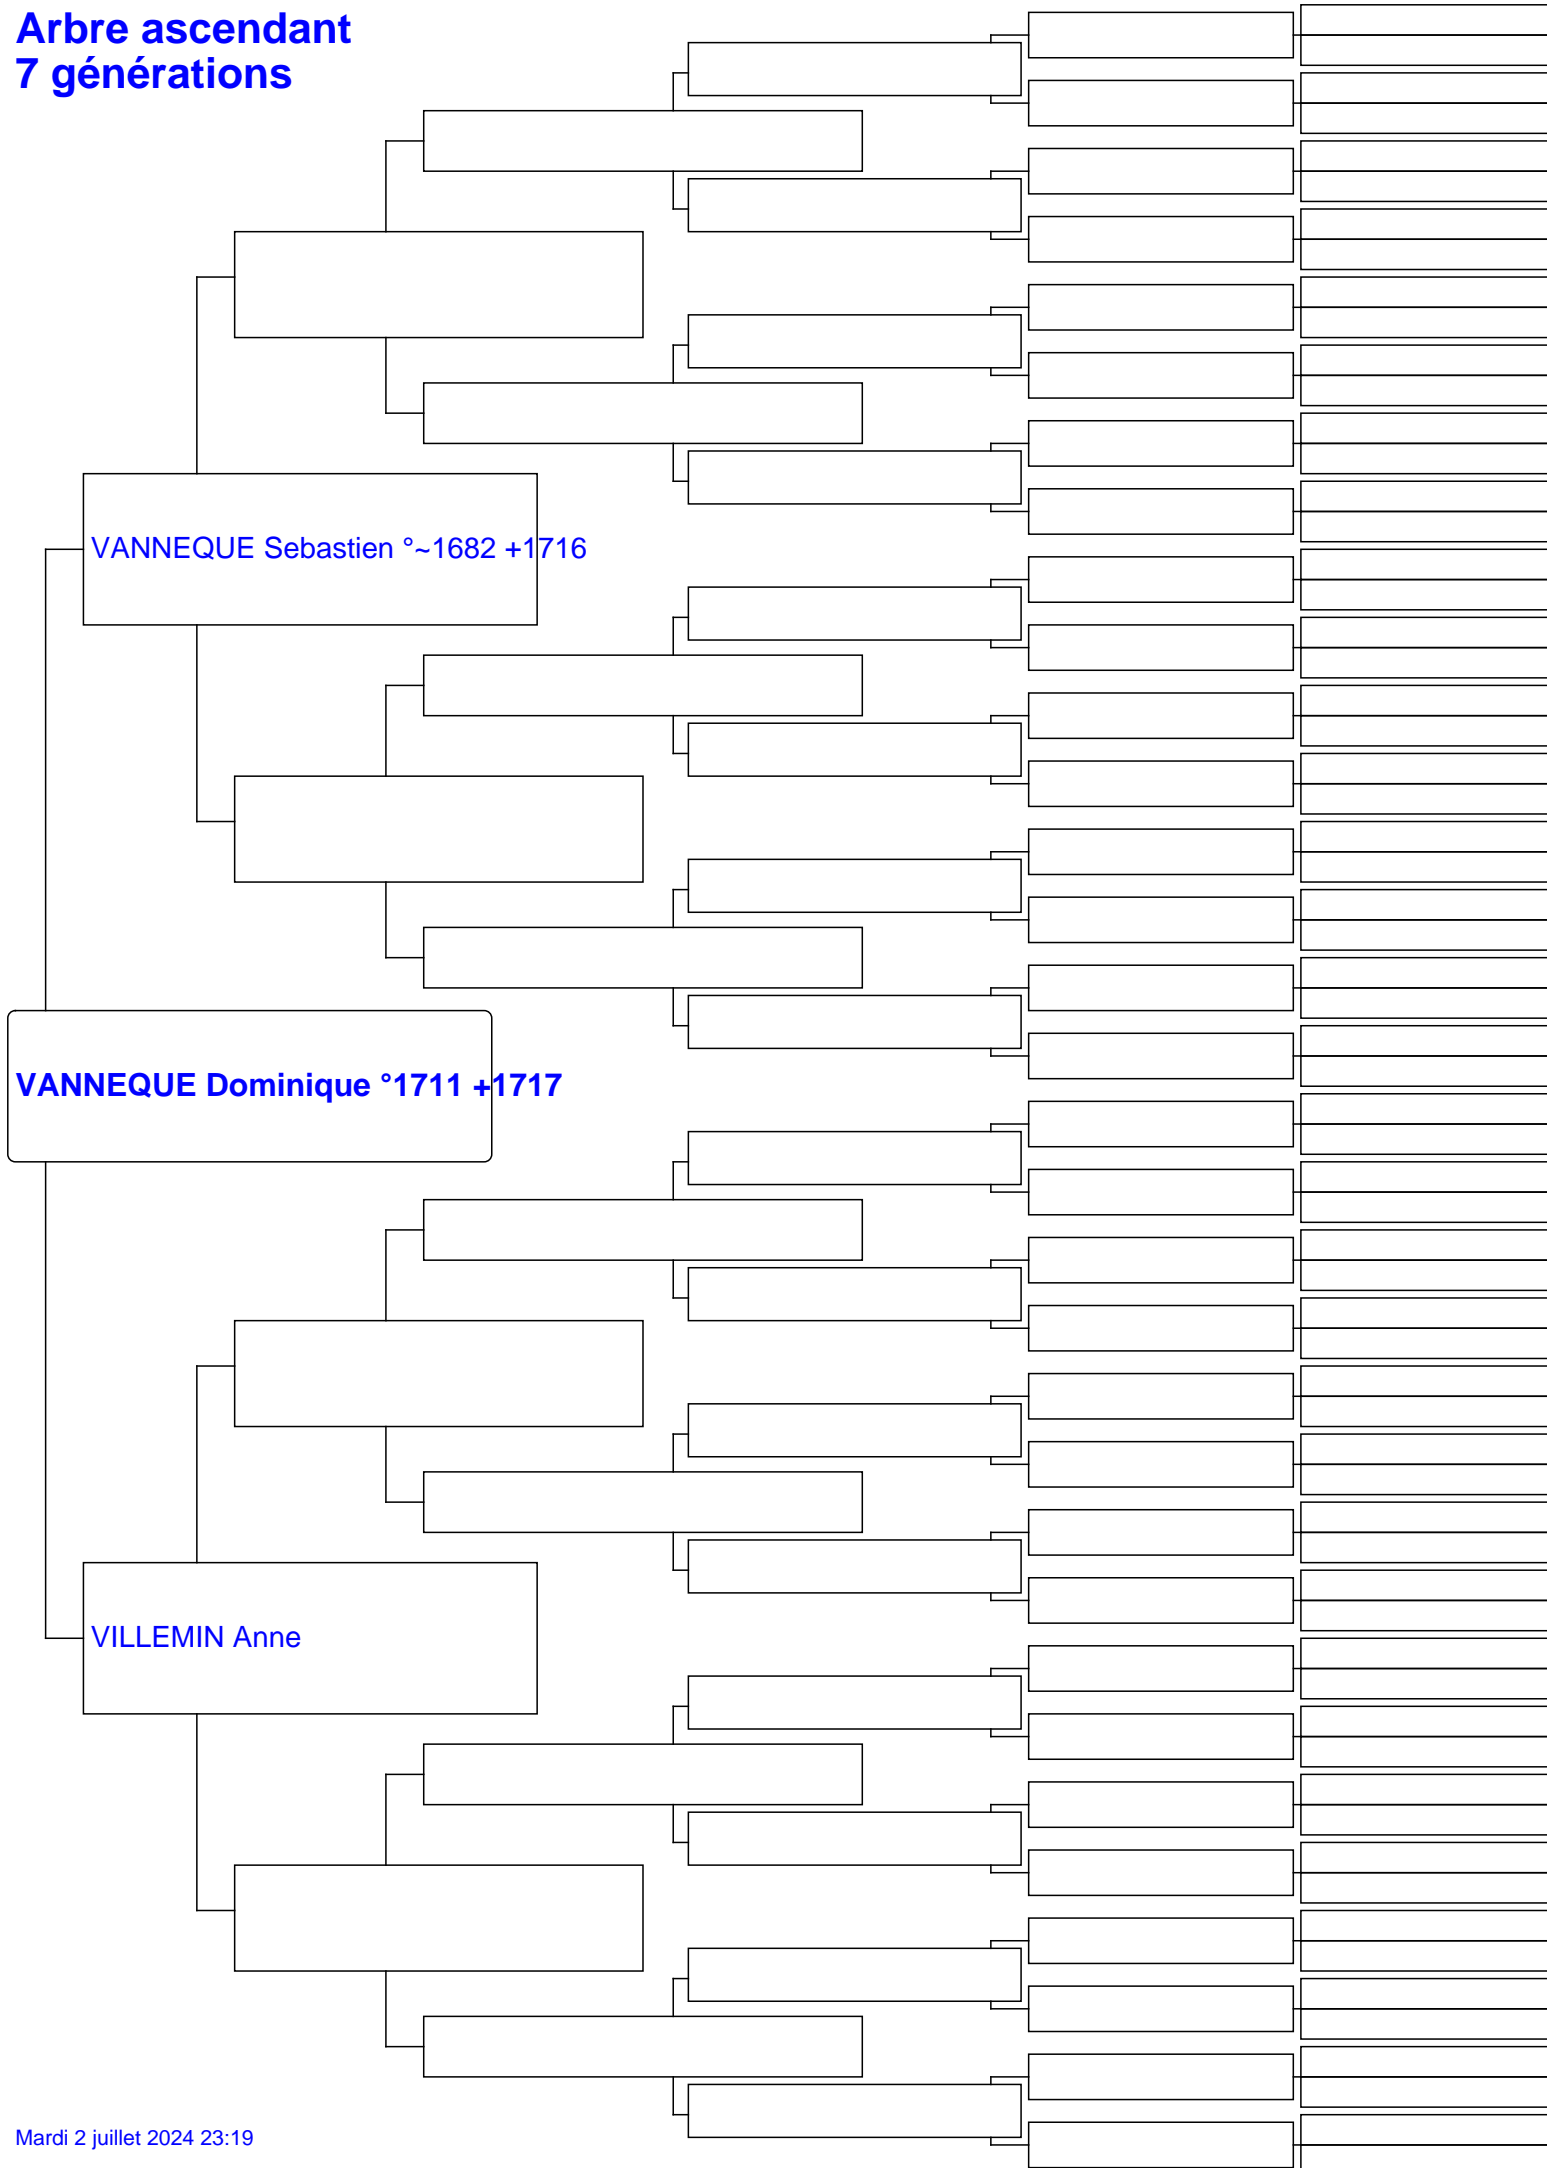 Arbre ascendant
7 générations
VANNEQUE Sebastien °~1682 +1716
VANNEQUE Dominique °1711 +1717
VILLEMIN Anne
Mardi 2 juillet 2024 23:19